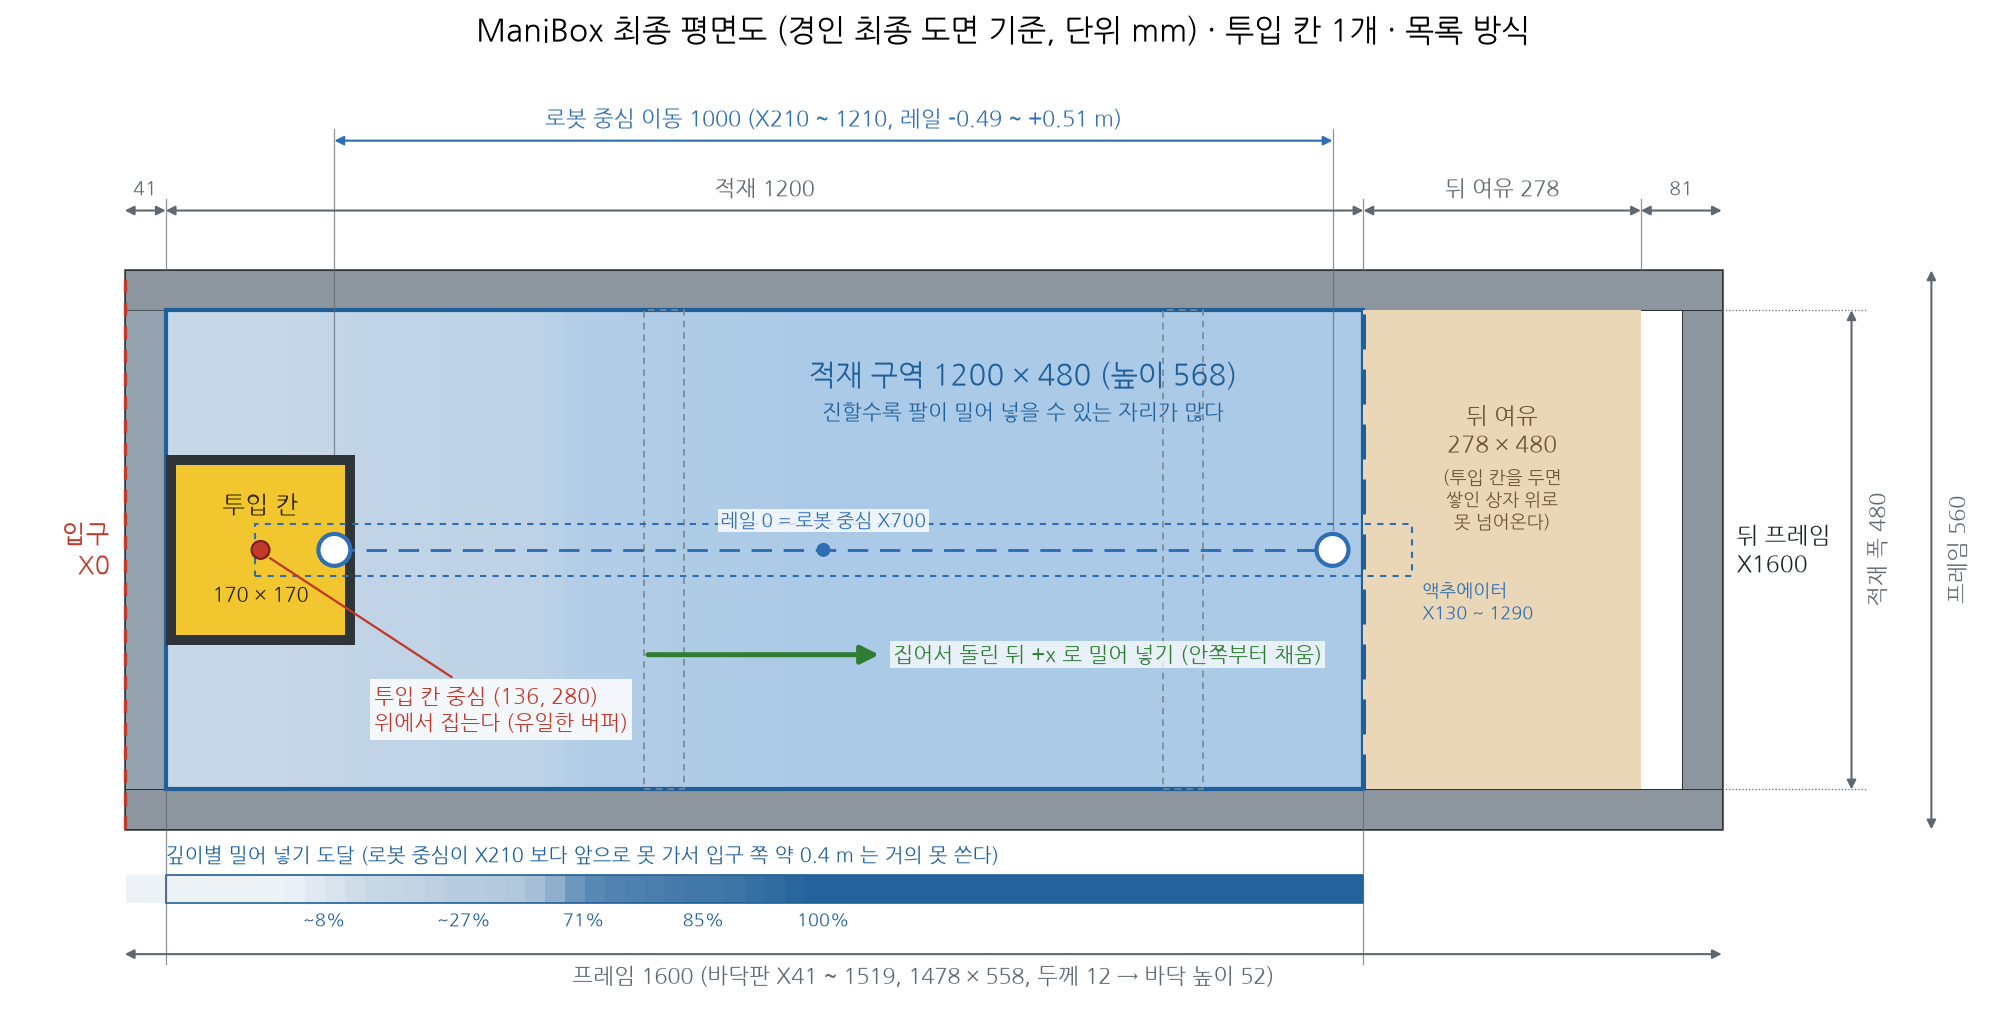 ManiBox 최종 평면도 (경인 최종 도면 기준, 단위 mm) · 투입 칸 1개 · 목록 방식
로봇 중심 이동 1000 (X210 ~ 1210, 레일 -0.49 ~ +0.51 m)
41
적재 1200
뒤 여유 278
81
적재 구역 1200 × 480 (높이 568)
진할수록 팔이 밀어 넣을 수 있는 자리가 많다
뒤 여유
278 × 480
(투입 칸을 두면
쌓인 상자 위로
못 넘어온다)
투입 칸
170 × 170
레일 0 = 로봇 중심 X700
입구
X0
뒤 프레임
X1600
적재 폭 480
프레임 560
액추에이터
X130 ~ 1290
집어서 돌린 뒤 +x 로 밀어 넣기 (안쪽부터 채움)
투입 칸 중심 (136, 280)
위에서 집는다 (유일한 버퍼)
깊이별 밀어 넣기 도달 (로봇 중심이 X210 보다 앞으로 못 가서 입구 쪽 약 0.4 m 는 거의 못 쓴다)
~8%
~27%
71%
85%
100%
프레임 1600 (바닥판 X41 ~ 1519, 1478 × 558, 두께 12 → 바닥 높이 52)